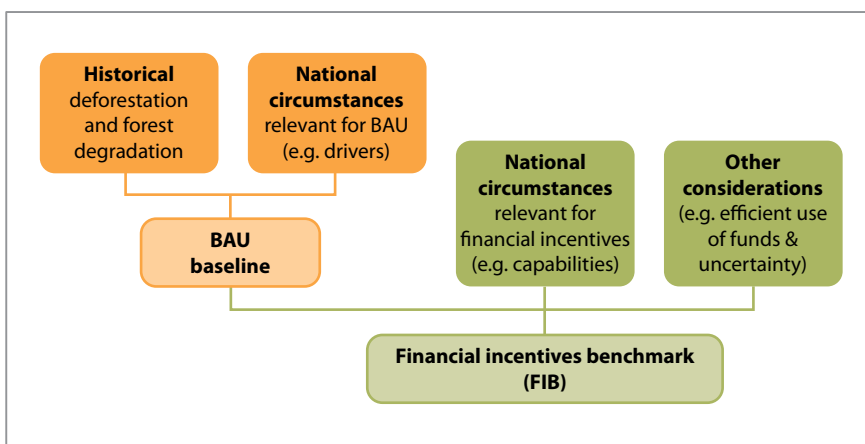 Historical
deforestation
and forest
degradation
National
circumstances
relevant for BAU
(e.g. drivers)
National
circumstances
relevant for
financial incentives
(e.g. capabilities)
Other
considerations
(e.g. efficient use
of funds &
uncertainty)
BAU
baseline
Financial incentives benchmark
(FIB)